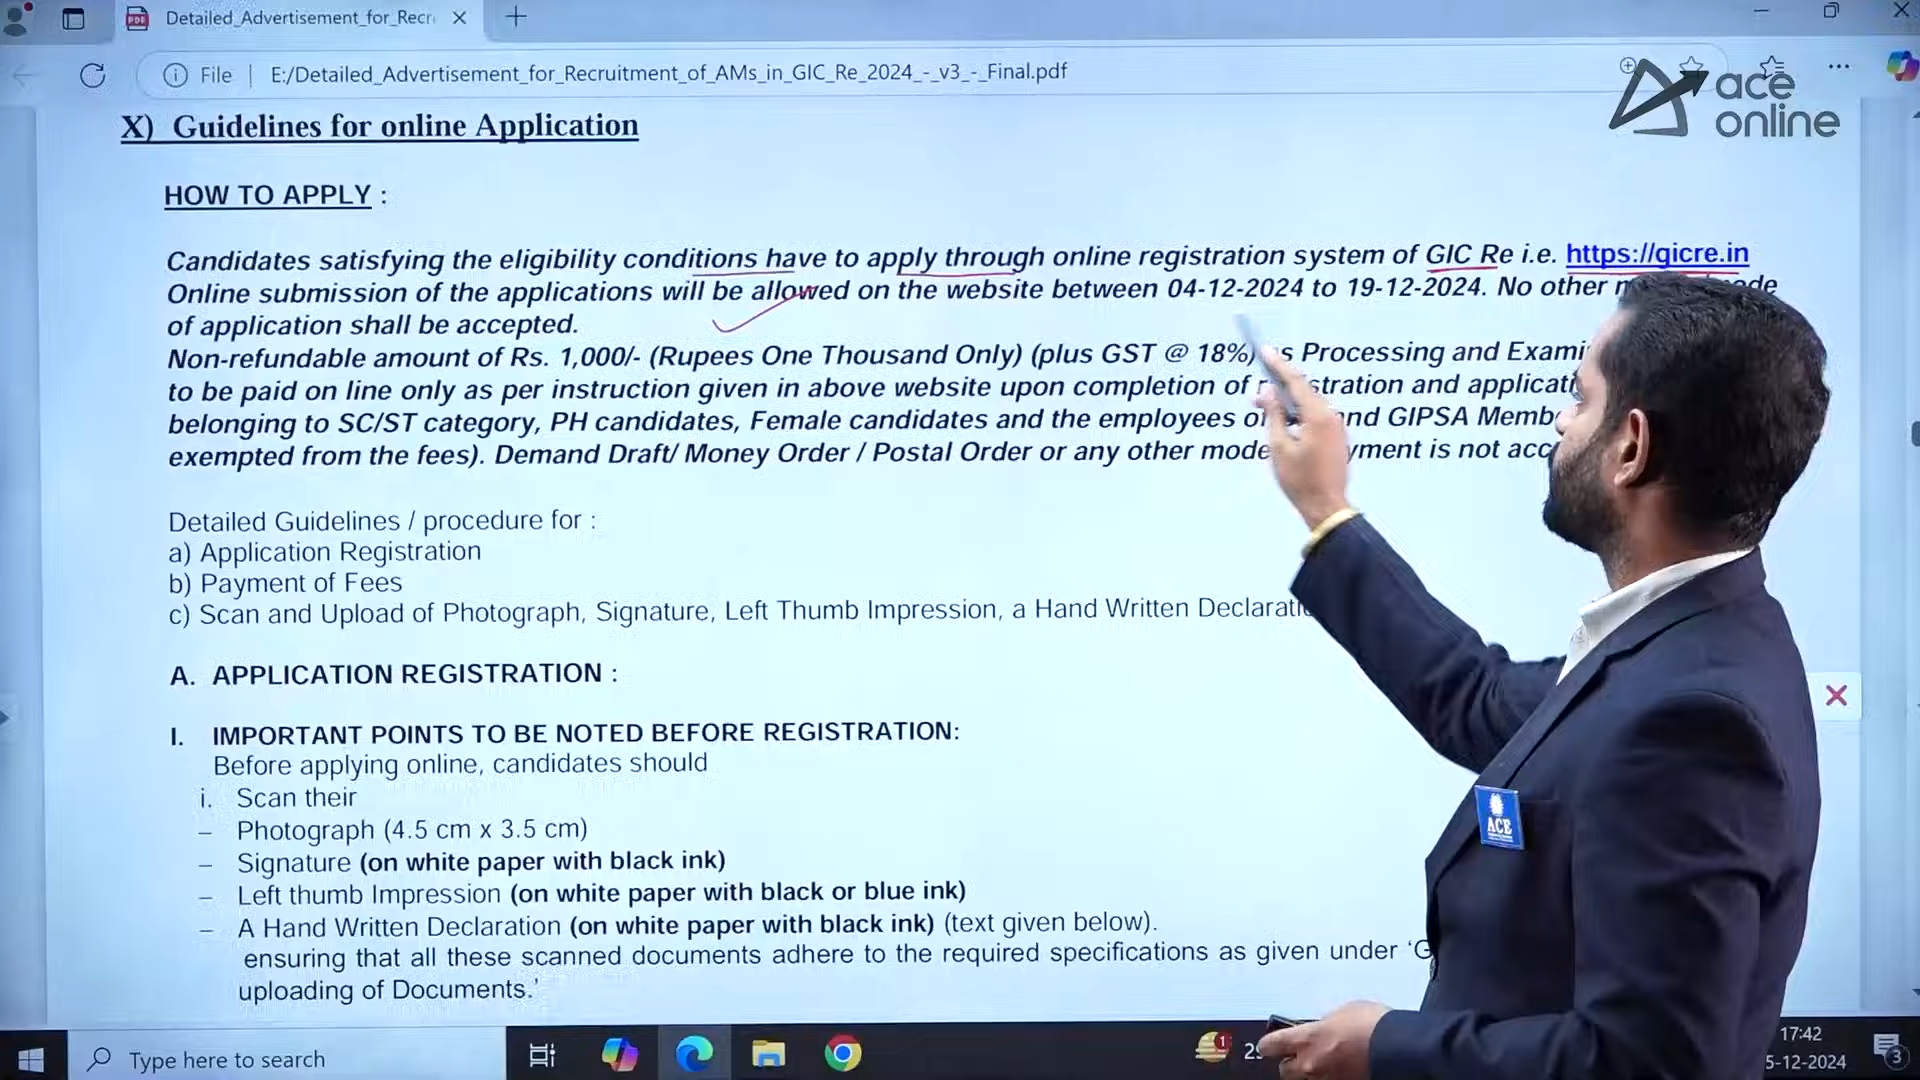 Detailed_Advertisement_for_Recr
File | E:/Detailed_Advertisement_for_Recruitment_of_AMs_in_GIC_Re_2024_-_v3_-_Final.pdf
ace online
X) Guidelines for online Application
HOW TO APPLY :
Candidates satisfying the eligibility conditions have to apply through online registration system of GIC Re i.e. https://gicre.in
Online submission of the applications will be allowed on the website between 04-12-2024 to 19-12-2024. No other
of application shall be accepted.
Non-refundable amount of Rs. 1,000/- (Rupees One Thousand Only) (plus GST @ 18%) Processing and
to be paid on line only as per instruction given in above website upon completion of and
belonging to SC/ST category, PH candidates, Female candidates and the employees GIPSA
exempted from the fees). Demand Draft/ Money Order / Postal Order or any other mode is not
Detailed Guidelines / procedure for :
a) Application Registration
b) Payment of Fees
c) Scan and Upload of Photograph, Signature, Left Thumb Impression, a Hand Written
A. APPLICATION REGISTRATION :
I. IMPORTANT POINTS TO BE NOTED BEFORE REGISTRATION:
Before applying online, candidates should
i. Scan their
– Photograph (4.5 cm x 3.5 cm)
– Signature (on white paper with black ink)
– Left thumb Impression (on white paper with black or blue ink)
– A Hand Written Declaration (on white paper with black ink) (text given below).
ensuring that all these scanned documents adhere to the required specifications as given under
uploading of Documents.’
ACE
Type here to search
1
17:42
5-12-2024
3